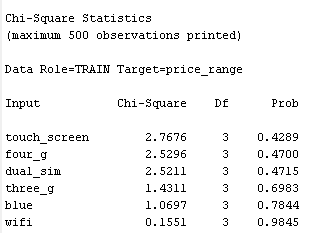 Chi-Square Statistics
(maximum 500 observations printed)
Data Role=TRAIN Target=price_range
Input Chi-Square Df Prob
touch_screen 2.7676 3 0.4289
four_g 2.5296 3 0.4700
dual_sim 2.5211 3 0.4715
three_g 1.4311 3 0.6983
blue 1.0697 3 0.7844
wifi 0.1551 3 0.9845